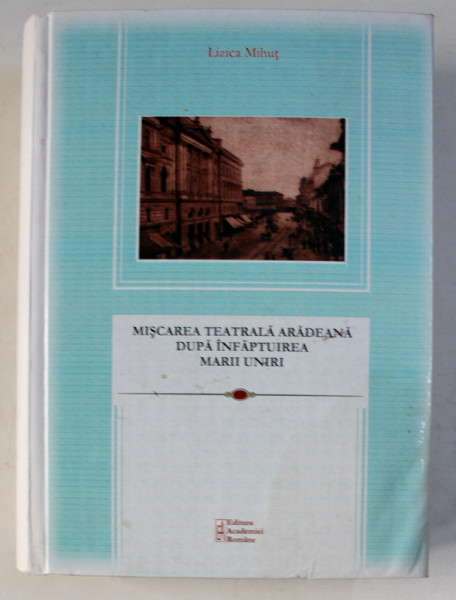 Lizica Mihuț
MIȘCAREA TEATRALĂ ARĂDEANĂ
DUPĂ ÎNFĂPTUIREA
MARII UNIRI
Editura
Academiei
Române